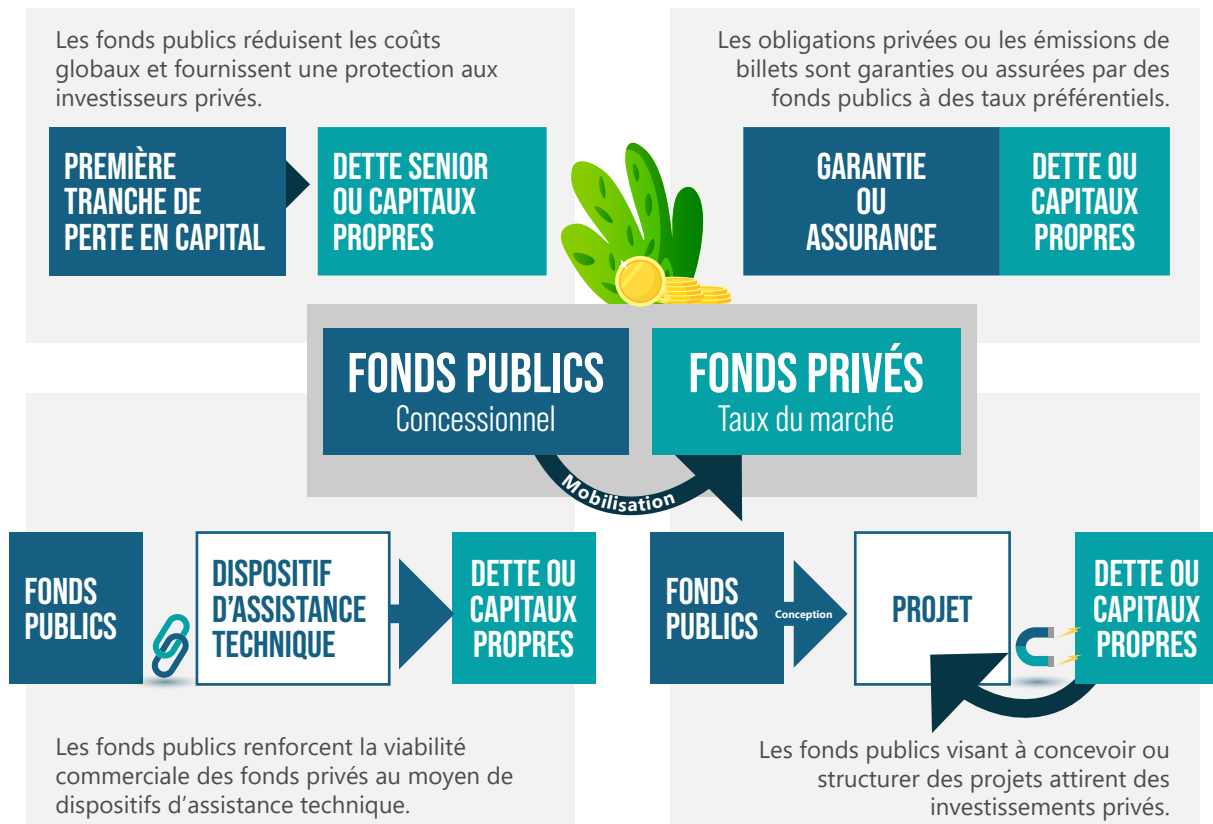 Les fonds publics réduisent les coûts
globaux et fournissent une protection aux
investisseurs privés.
PREMIÈRE
TRANCHE DE
PERTE EN CAPITAL
DETTE SENIOR
OU CAPITAUX
PROPRES
Les obligations privées ou les émissions de
billets sont garanties ou assurées par des
fonds publics à des taux préférentiels.
GARANTIE
OU
ASSURANCE
DETTE OU
CAPITAUX
PROPRES
FONDS PUBLICS
Concessionnel
FONDS PRIVÉS
Taux du marché
Mobilisation
FONDS
PUBLICS
DISPOSITIF
D’ASSISTANCE
TECHNIQUE
DETTE OU
CAPITAUX
PROPRES
Les fonds publics renforcent la viabilité
commerciale des fonds privés au moyen de
dispositifs d’assistance technique.
FONDS
PUBLICS
Conception
PROJET
DETTE OU
CAPITAUX
PROPRES
Les fonds publics visant à concevoir ou
structurer des projets attirent des
investissements privés.